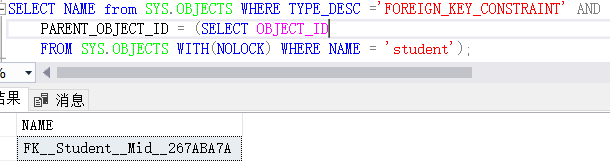 SELECT NAME from SYS.OBJECTS WHERE TYPE_DESC ='FOREIGN_KEY_CONSTRAINT' AND
PARENT_OBJECT_ID = (SELECT OBJECT_ID
FROM SYS.OBJECTS WITH(NOLOCK) WHERE NAME = 'student');
%
结果 消息
NAME
FK__Student__Mid__267ABA7A